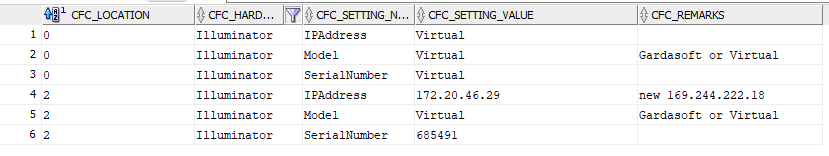 CFC_LOCATION CFC_HARD... CFC_SETTING_N... CFC_SETTING_VALUE CFC_REMARKS
1 0 Illuminator IPAddress Virtual
2 0 Illuminator Model Virtual Gardasoft or Virtual
3 0 Illuminator SerialNumber Virtual
4 2 Illuminator IPAddress 172.20.46.29 new 169.244.222.18
5 2 Illuminator Model Virtual Gardasoft or Virtual
6 2 Illuminator SerialNumber 685491